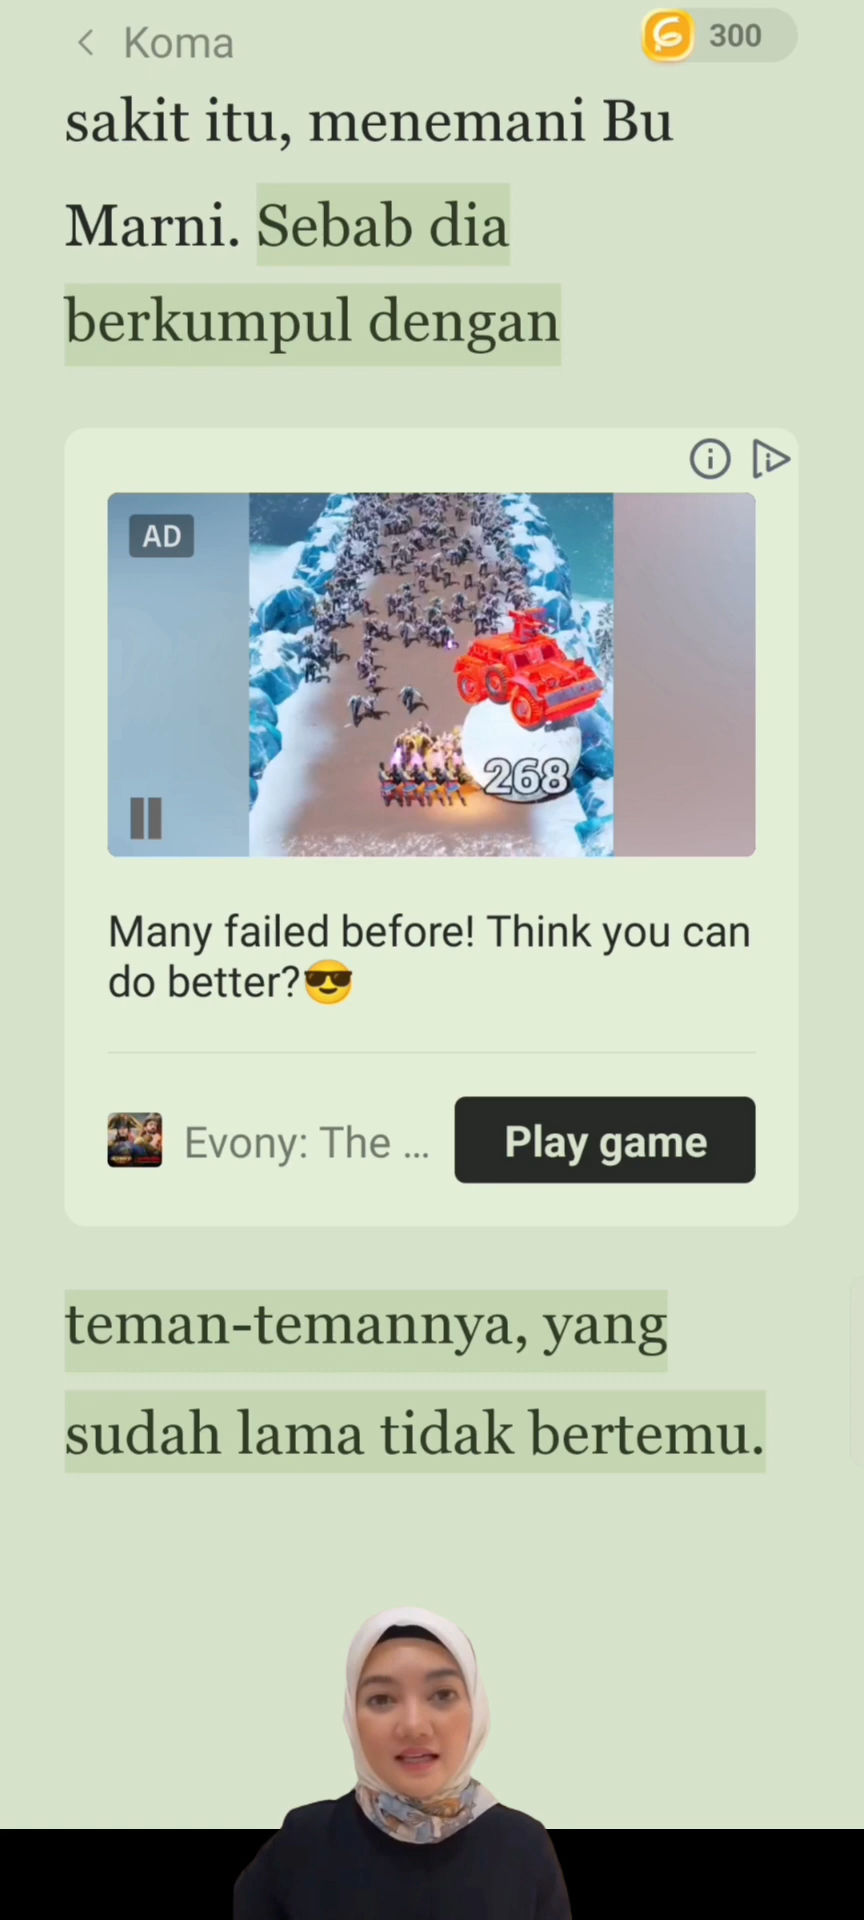 Koma
300
sakit itu, menemani Bu
Marni. Sebab dia
berkumpul dengan
AD
268
Many failed before! Think you can
do better?😎
Evony: The ...
Play game
teman-temannya, yang
sudah lama tidak bertemu.